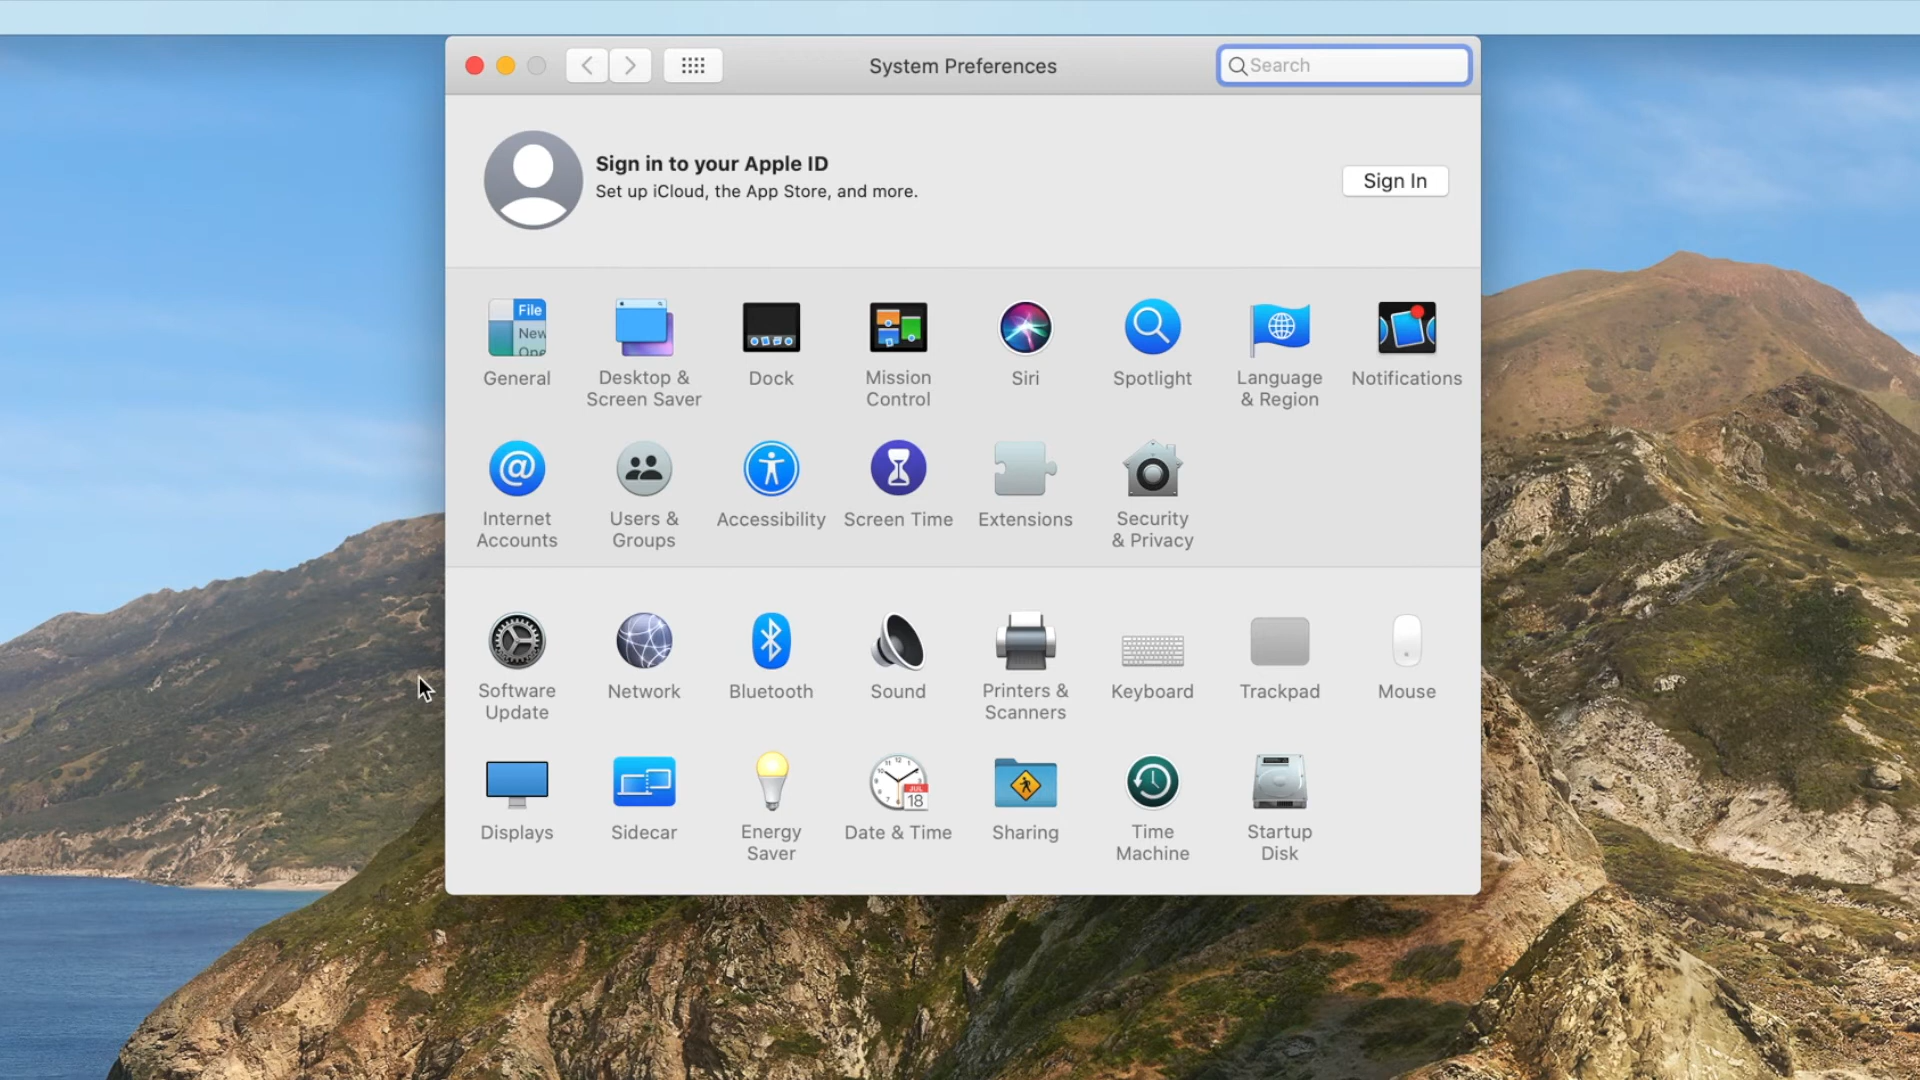 System Preferences
Search
Sign in to your Apple ID
Set up iCloud, the App Store, and more.
Sign In
File
New
Ope
General
Desktop &
Screen Saver
Dock
Mission
Control
Siri
Spotlight
Language
& Region
Notifications
@
Internet
Accounts
Users &
Groups
Accessibility
Screen Time
Extensions
Security
& Privacy
Software
Update
Network
Bluetooth
Sound
Printers &
Scanners
Keyboard
Trackpad
Mouse
JUL
18
Displays
Sidecar
Energy
Saver
Date & Time
Sharing
Time
Machine
Startup
Disk